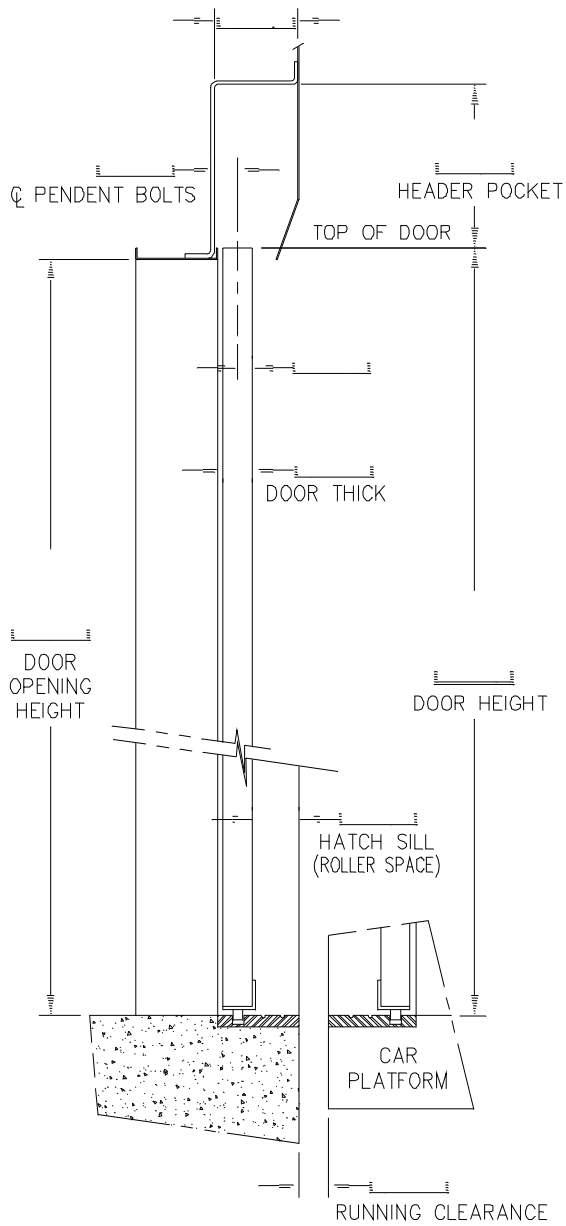 ℄ PENDENT BOLTS
HEADER POCKET
TOP OF DOOR
DOOR THICK
DOOR
OPENING
HEIGHT
DOOR HEIGHT
HATCH SILL
(ROLLER SPACE)
CAR
PLATFORM
RUNNING CLEARANCE